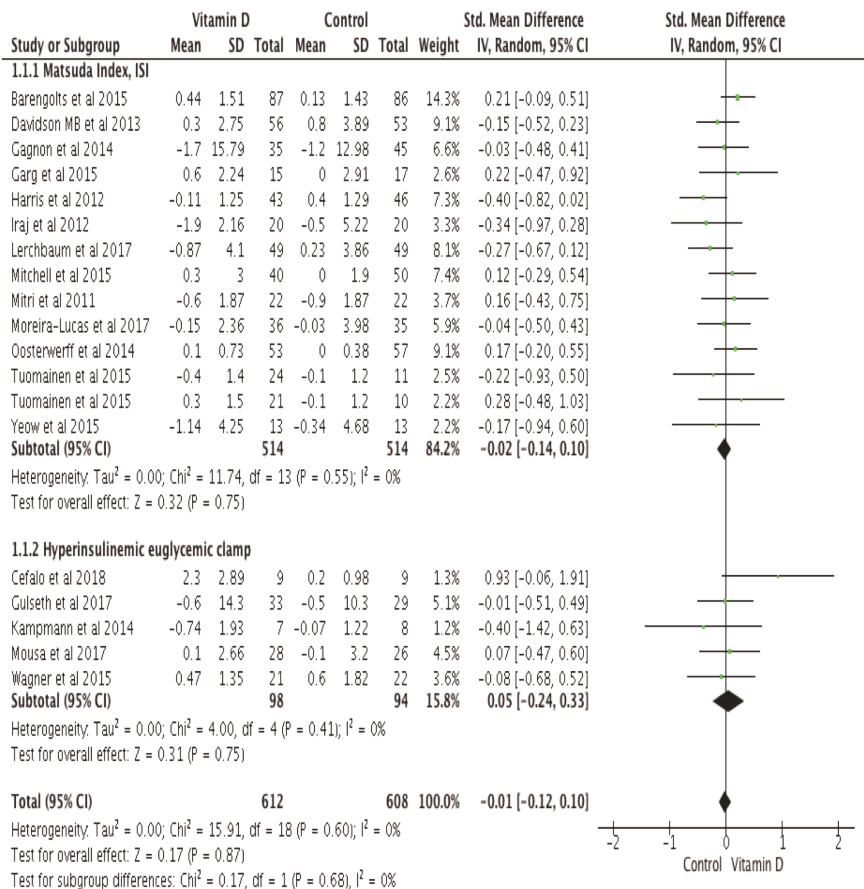 Vitamin D Control Std. Mean Difference Std. Mean Difference
Study or Subgroup Mean SD Total Mean SD Total Weight IV, Random, 95% CI IV, Random, 95% CI
1.1.1 Matsuda Index, ISI
Barengolts et al 2015 0.44 1.51 87 0.13 1.43 86 14.3% 0.21 [-0.09, 0.51]
Davidson MB et al 2013 0.3 2.75 56 0.8 3.89 53 9.1% -0.15 [-0.52, 0.23]
Gagnon et al 2014 -1.7 15.79 35 -1.2 12.98 45 6.6% -0.03 [-0.48, 0.41]
Garg et al 2015 0.6 2.24 15 0 2.91 17 2.7% 0.22 [-0.47, 0.92]
Harris et al 2012 -0.11 1.25 43 0.4 1.29 46 7.3% -0.40 [-0.82, 0.02]
Iraj et al 2012 -1.9 2.16 20 -0.5 5.22 20 3.3% -0.34 [-0.97, 0.28]
Lerchbaum et al 2017 -0.87 4.1 49 0.23 3.86 49 8.1% -0.27 [-0.67, 0.12]
Mitchell et al 2015 0.3 3 40 0 1.9 50 7.4% 0.12 [-0.29, 0.54]
Mitri et al 2011 -0.6 1.87 22 -0.9 1.87 22 3.7% 0.16 [-0.43, 0.75]
Moreira-Lucas et al 2017 -0.15 2.36 36 -0.03 3.98 35 5.9% -0.04 [-0.50, 0.43]
Oosterwerff et al 2014 0.1 0.73 53 0 0.38 57 9.1% 0.17 [-0.20, 0.55]
Tuomainen et al 2015 -0.4 1.4 24 -0.1 1.2 11 2.5% -0.22 [-0.93, 0.50]
Tuomainen et al 2015 0.3 1.5 21 -0.1 1.2 10 2.2% 0.28 [-0.48, 1.03]
Yeow et al 2015 -1.14 4.25 13 -0.34 4.68 13 2.2% -0.17 [-0.94, 0.60]
Subtotal (95% CI) 514 514 84.2% -0.02 [-0.14, 0.10]
Heterogeneity: Tau² = 0.00; Chi² = 11.74, df = 13 (P = 0.55); I² = 0%
Test for overall effect: Z = 0.32 (P = 0.75)
1.1.2 Hyperinsulinemic euglycemic clamp
Cefalo et al 2018 2.3 2.89 9 0.2 0.98 9 1.3% 0.93 [-0.06, 1.91]
Gulseth et al 2017 -0.6 14.3 33 -0.5 10.3 29 5.1% -0.01 [-0.51, 0.49]
Kampmann et al 2014 -0.74 1.93 7 -0.07 1.22 8 1.2% -0.40 [-1.42, 0.63]
Mousa et al 2017 0.1 2.66 28 -0.1 3.2 26 4.5% 0.07 [-0.47, 0.60]
Wagner et al 2015 0.47 1.35 21 0.6 1.82 22 3.6% -0.08 [-0.68, 0.52]
Subtotal (95% CI) 98 94 15.8% 0.05 [-0.24, 0.33]
Heterogeneity: Tau² = 0.00; Chi² = 4.00, df = 4 (P = 0.41); I² = 0%
Test for overall effect: Z = 0.31 (P = 0.75)
Total (95% CI) 612 608 100.0% -0.01 [-0.12, 0.10]
Heterogeneity: Tau² = 0.00; Chi² = 15.91, df = 18 (P = 0.60); I² = 0%
Test for overall effect: Z = 0.17 (P = 0.87)
Test for subgroup differences: Chi² = 0.17, df = 1 (P = 0.68), I² = 0%
-2 -1 0 1 2
Control Vitamin D